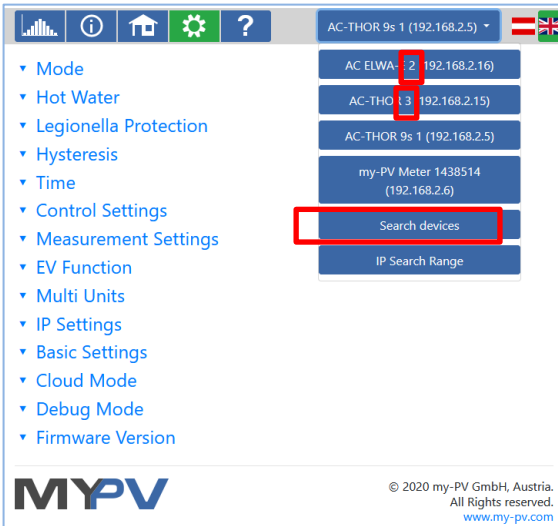 ?
AC-THOR 9s 1 (192.168.2.5)
Mode
Hot Water
Legionella Protection
Hysteresis
Time
Control Settings
Measurement Settings
EV Function
Multi Units
IP Settings
Basic Settings
Cloud Mode
Debug Mode
Firmware Version
AC ELWA-E 2 (192.168.2.16)
AC-THOR 3 (192.168.2.15)
AC-THOR 9s 1 (192.168.2.5)
my-PV Meter 1438514
(192.168.2.6)
Search devices
IP Search Range
MYPV
© 2020 my-PV GmbH, Austria.
All Rights reserved.
www.my-pv.com